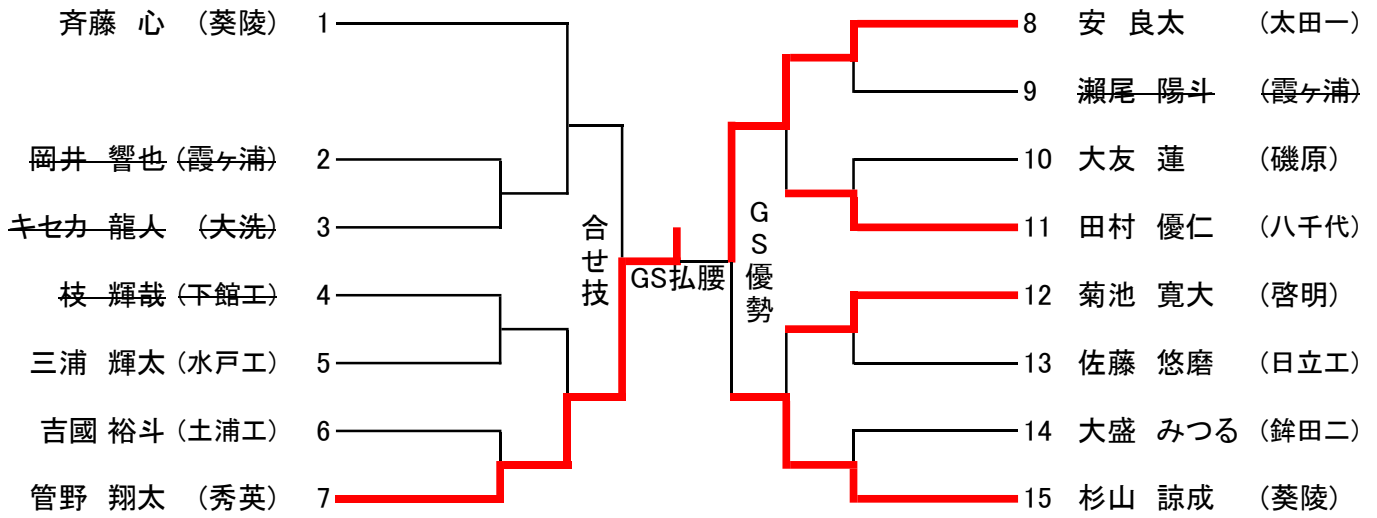 斉藤 心 (葵陵) 1
岡井 響也 (霞ヶ浦) 2
キセカ 龍人 (大洗) 3
枝 輝哉 (下館工) 4
三浦 輝太 (水戸工) 5
吉國 裕斗 (土浦工) 6
管野 翔太 (秀英) 7
合せ技
GS払腰
GS優勢
8 安 良太 (太田一)
9 瀬尾 陽斗 (霞ヶ浦)
10 大友 蓮 (磯原)
11 田村 優仁 (八千代)
12 菊池 寛大 (啓明)
13 佐藤 悠磨 (日立工)
14 大盛 みつる (鉾田二)
15 杉山 諒成 (葵陵)